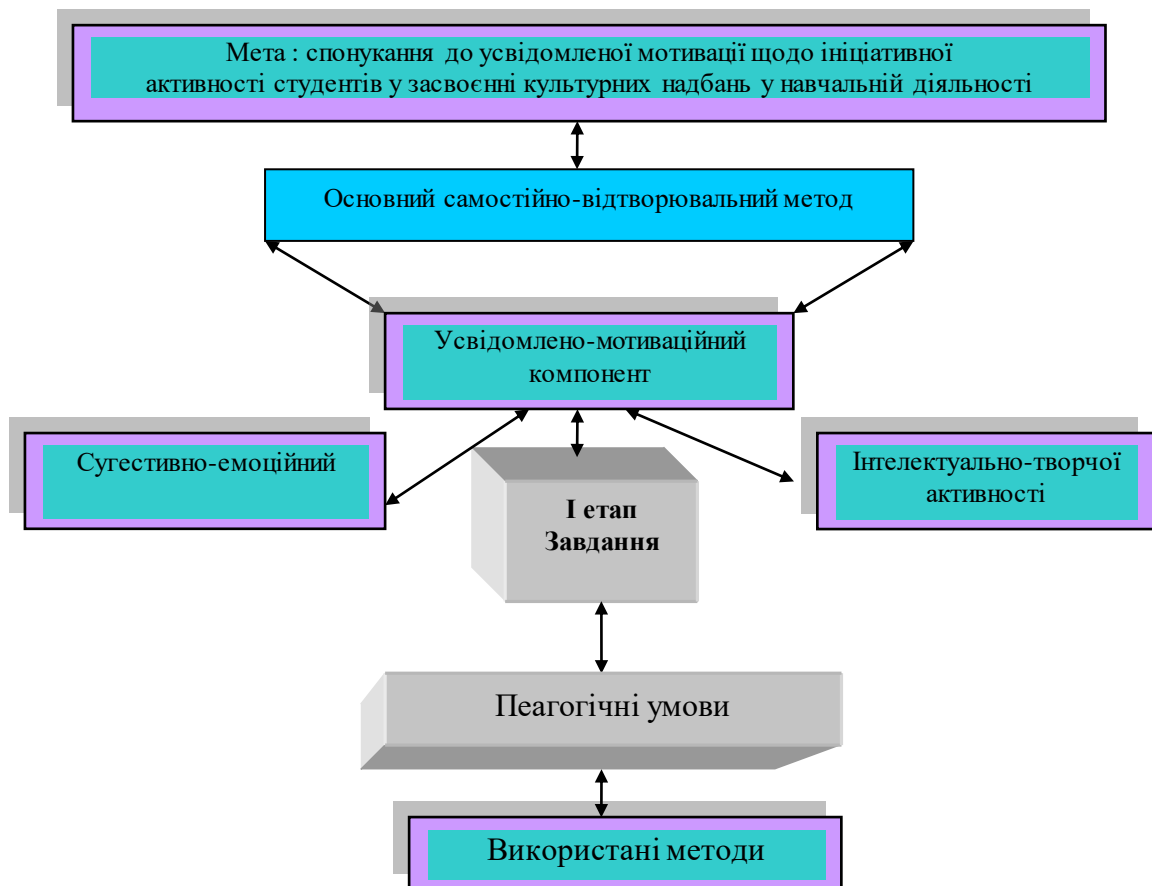 Мета : спонукання до усвідомленої мотивації щодо ініціативної
активності студентів у засвоєнні культурних надбань у навчальній діяльності
Основний самостійно-відтворювальний метод
Усвідомлено-мотиваційний
компонент
Сугестивно-емоційний
Інтелектуально-творчої
активності
І етап
Завдання
Пеагогічні умови
Використані методи